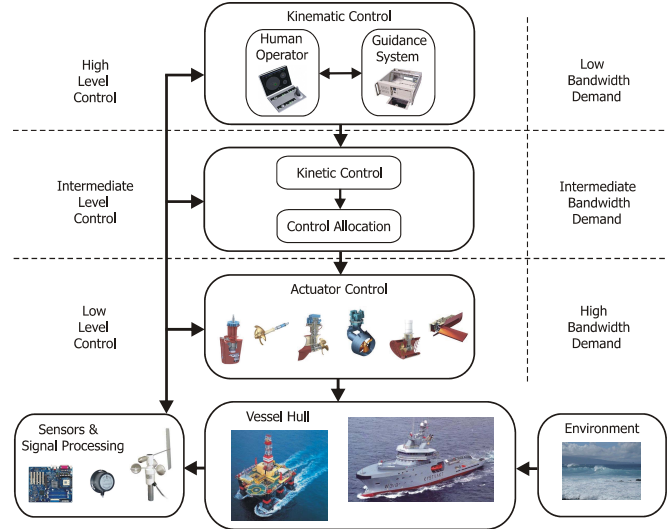 Kinematic Control
Human
Operator
Guidance
System
High
Level
Control
Low
Bandwidth
Demand
Kinetic Control
Control Allocation
Intermediate
Level
Control
Intermediate
Bandwidth
Demand
Actuator Control
Low
Level
Control
High
Bandwidth
Demand
Sensors &
Signal Processing
Vessel Hull
Environment